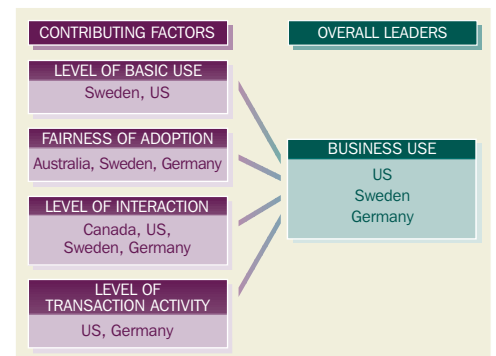 CONTRIBUTING FACTORS
OVERALL LEADERS
LEVEL OF BASIC USE
Sweden, US
FAIRNESS OF ADOPTION
Australia, Sweden, Germany
LEVEL OF INTERACTION
Canada, US,
Sweden, Germany
LEVEL OF
TRANSACTION ACTIVITY
US, Germany
BUSINESS USE
US
Sweden
Germany